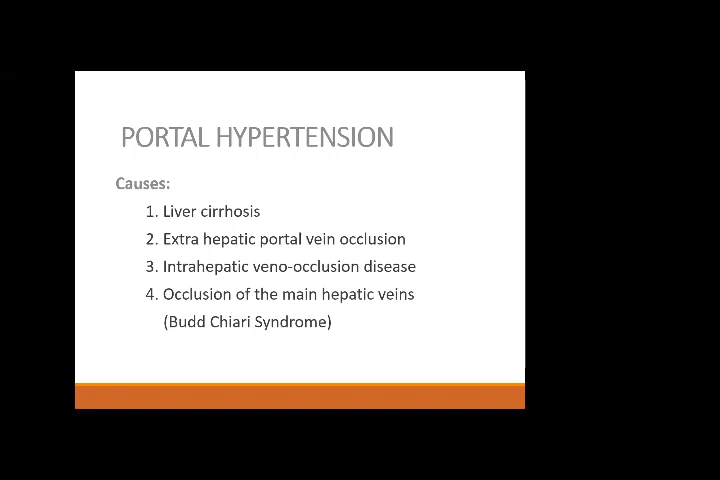 PORTAL HYPERTENSION
Causes:
1. Liver cirrhosis
2. Extra hepatic portal vein occlusion
3. Intrahepatic veno-occlusion disease
4. Occlusion of the main hepatic veins
(Budd Chiari Syndrome)